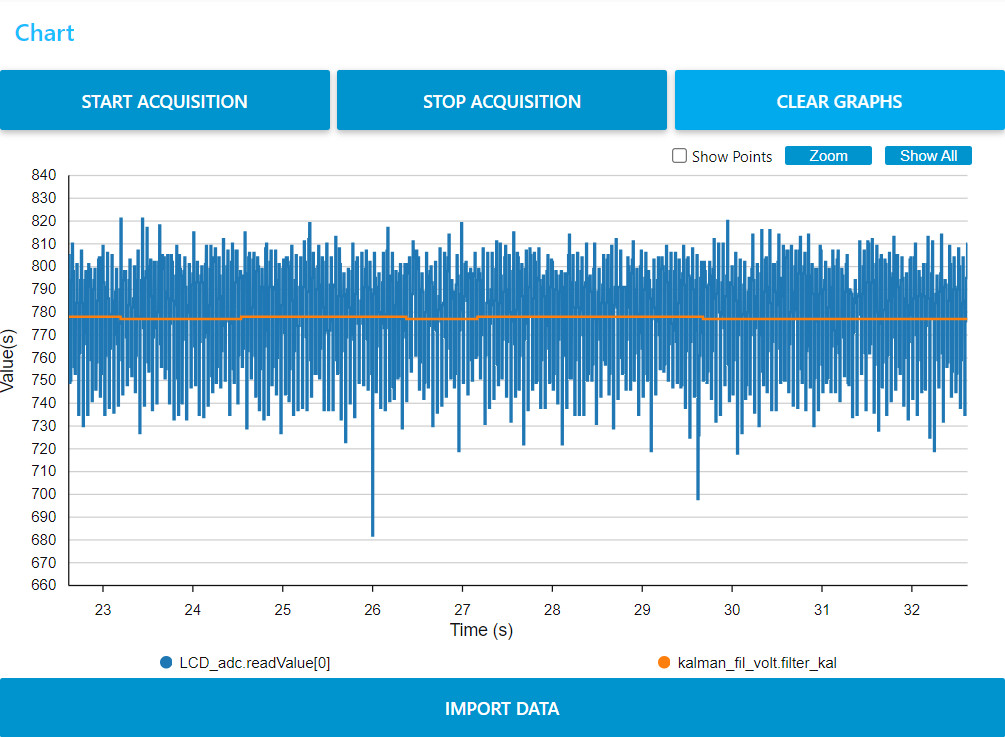 Chart
START ACQUISITION STOP ACQUISITION CLEAR GRAPHS
Show Points Zoom Show All
840
830
820
810
800
790
780
770
760
750
740
730
720
710
700
690
680
670
660
Value(s)
23 24 25 26 27 28 29 30 31 32
Time (s)
LCD_adc.readValue[0] kalman_fil_volt.filter_kal
IMPORT DATA